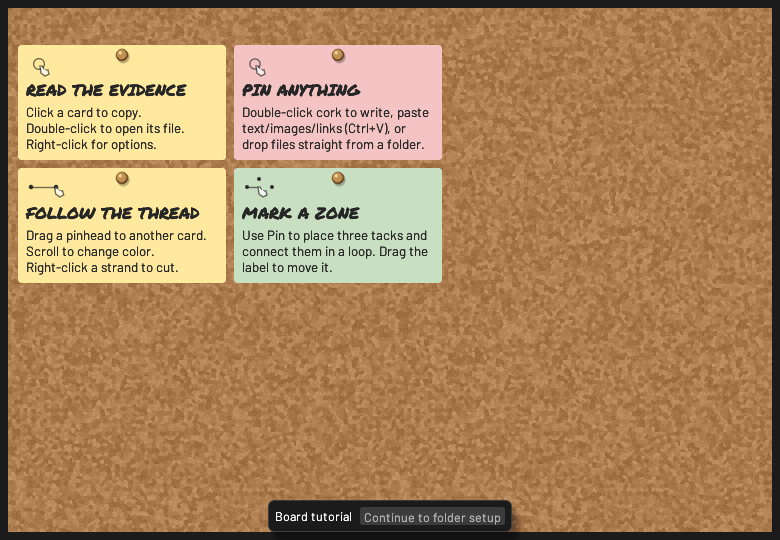 READ THE EVIDENCE
Click a card to copy.
Double-click to open its file.
Right-click for options.
PIN ANYTHING
Double-click cork to write, paste
text/images/links (Ctrl+V), or
drop files straight from a folder.
FOLLOW THE THREAD
Drag a pinhead to another card.
Scroll to change color.
Right-click a strand to cut.
MARK A ZONE
Use Pin to place three tacks and
connect them in a loop. Drag the
label to move it.
Board tutorial
Continue to folder setup